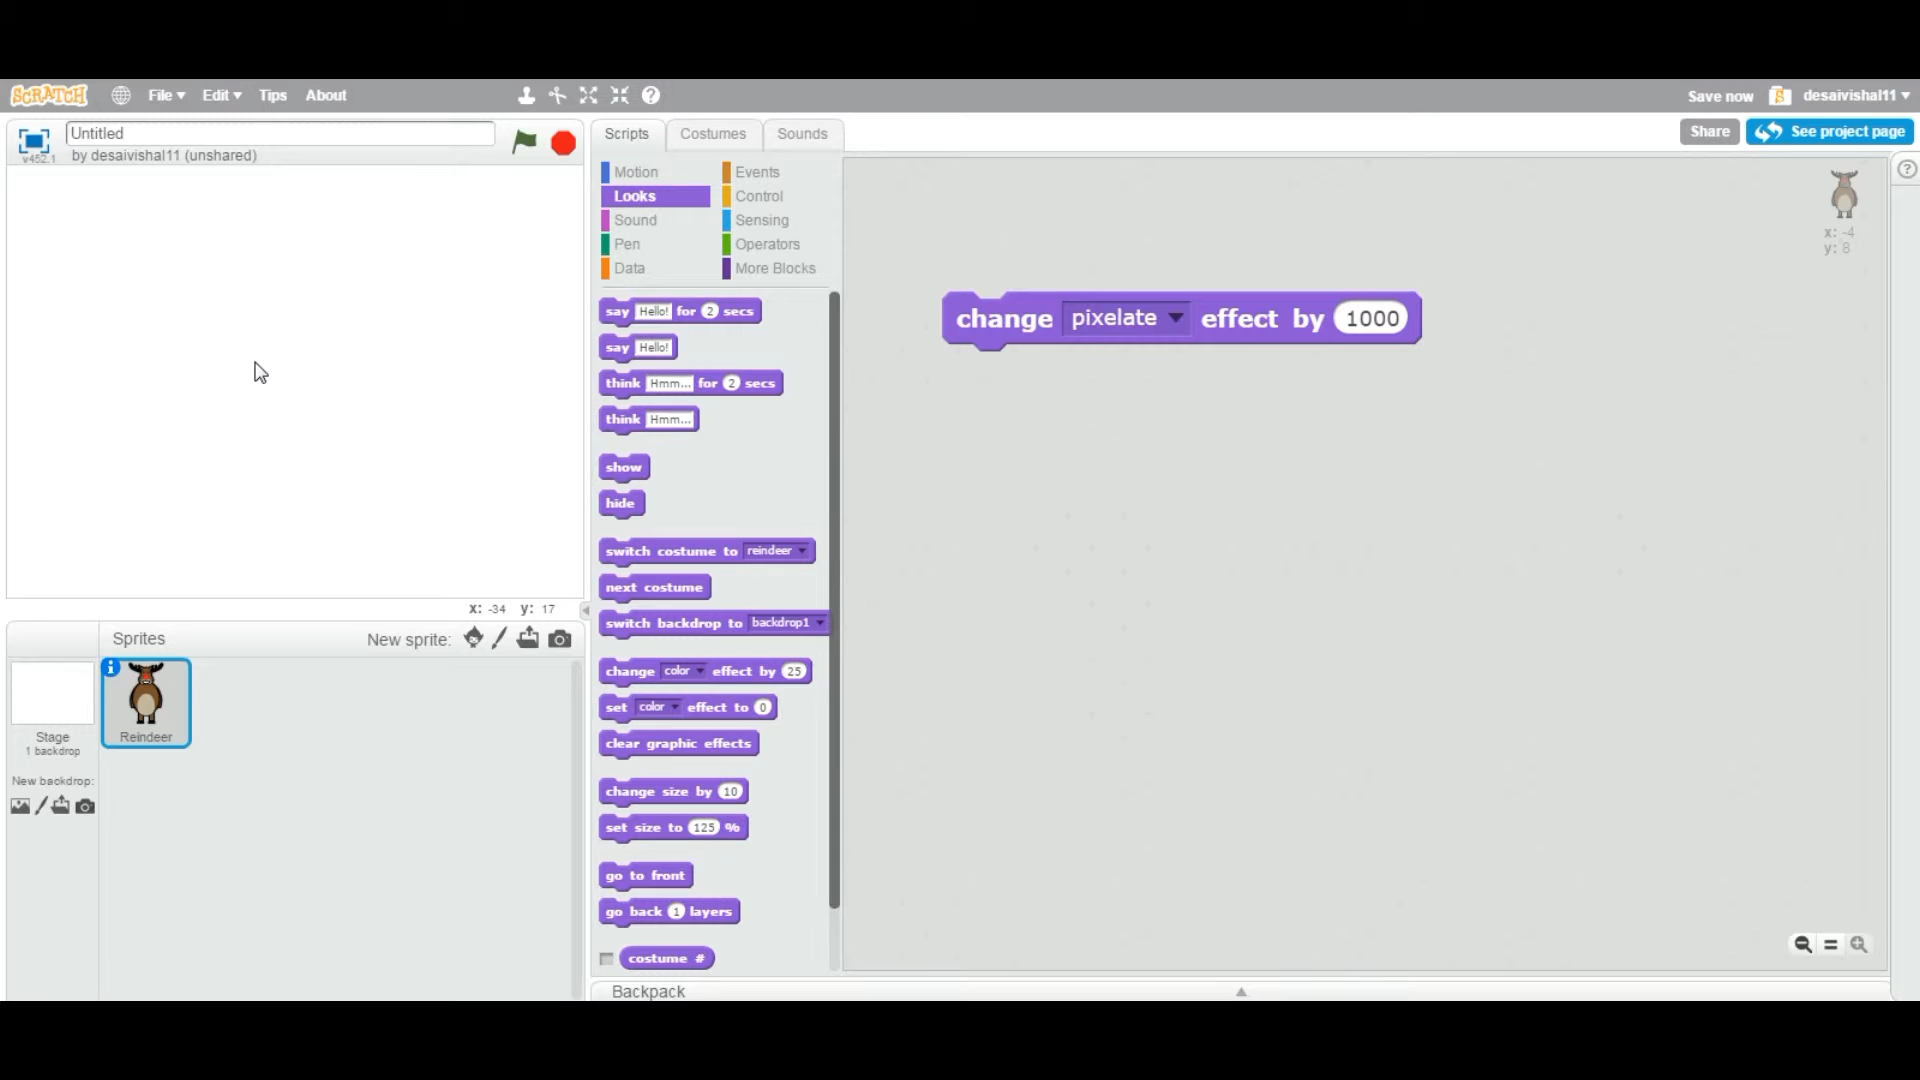 SCRATCH File Edit Tips About Save now desaivishal11
v452.1 Untitled
by desaivishal11 (unshared)
Scripts Costumes Sounds
Share See project page
Motion Events
Looks Control
Sound Sensing
Pen Operators
Data More Blocks
x: -4
y: 8
say Hello! for 2 secs
say Hello!
think Hmm... for 2 secs
think Hmm...
show
hide
switch costume to reindeer
next costume
switch backdrop to backdrop1
change color effect by 25
set color effect to 0
clear graphic effects
change size by 10
set size to 125 %
go to front
go back 1 layers
costume #
change pixelate effect by 1000
x: -34 y: 17
Sprites New sprite:
Reindeer
Stage
1 backdrop
New backdrop:
Backpack